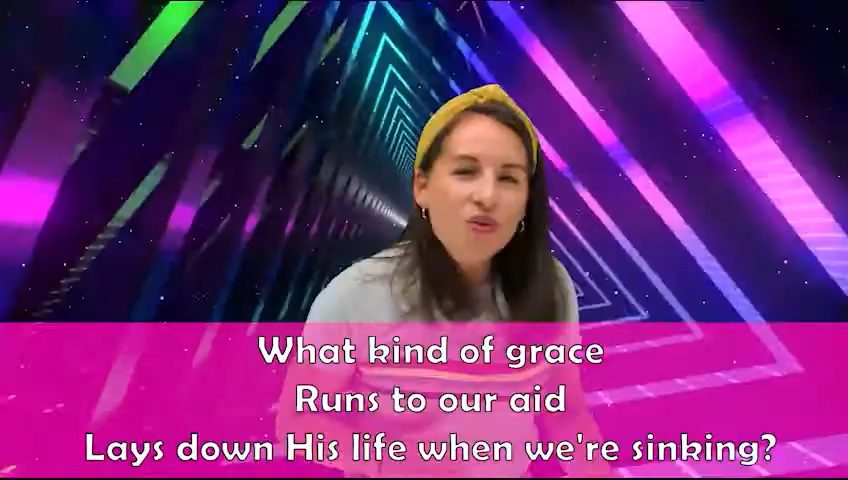 What kind of grace
Runs to our aid
Lays down His life when we're sinking?